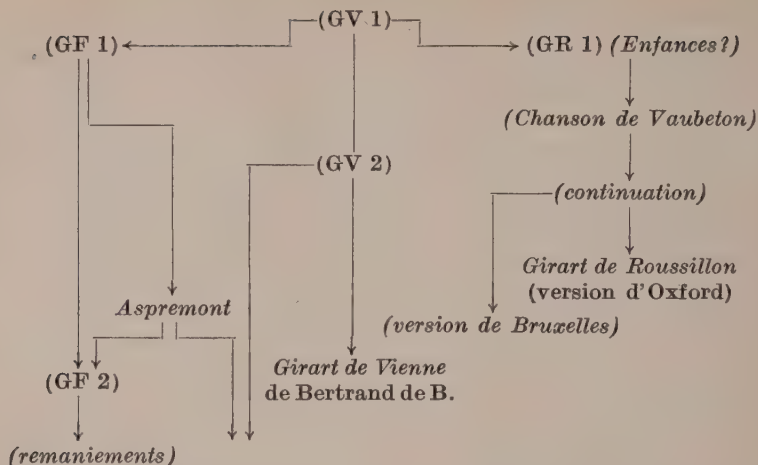 (GV 1)
(GF 1)
(GR 1) (Enfances?)
(Chanson de Vaubeton)
(GV 2)
(continuation)
Girart de Roussillon
(version d'Oxford)
Aspremont
(version de Bruxelles)
(GF 2)
Girart de Vienne
de Bertrand de B.
(remaniements)